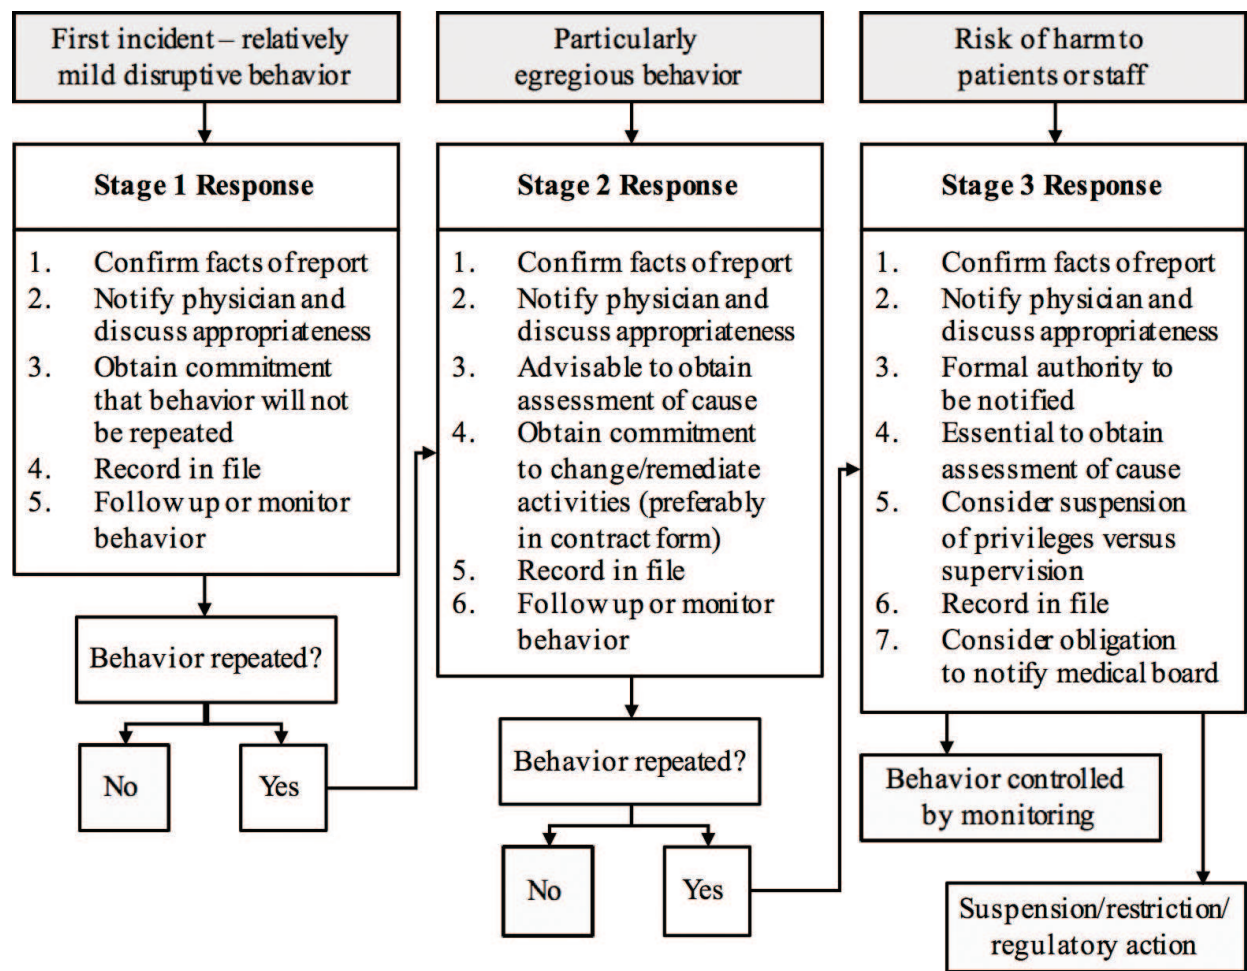 First incident – relatively
mild disruptive behavior
Stage 1 Response
1. Confirm facts of report
2. Notify physician and
discuss appropriateness
3. Obtain commitment
that behavior will not
be repeated
4. Record in file
5. Follow up or monitor
behavior
Behavior repeated?
No
Yes
Particularly
egregious behavior
Stage 2 Response
1. Confirm facts of report
2. Notify physician and
discuss appropriateness
3. Advisable to obtain
assessment of cause
4. Obtain commitment
to change/remediate
activities (preferably
in contract form)
5. Record in file
6. Follow up or monitor
behavior
Behavior repeated?
No
Yes
Risk of harm to
patients or staff
Stage 3 Response
1. Confirm facts of report
2. Notify physician and
discuss appropriateness
3. Formal authority to
be notified
4. Essential to obtain
assessment of cause
5. Consider suspension
of privileges versus
supervision
6. Record in file
7. Consider obligation
to notify medical board
Behavior controlled
by monitoring
Suspension/restriction/
regulatory action